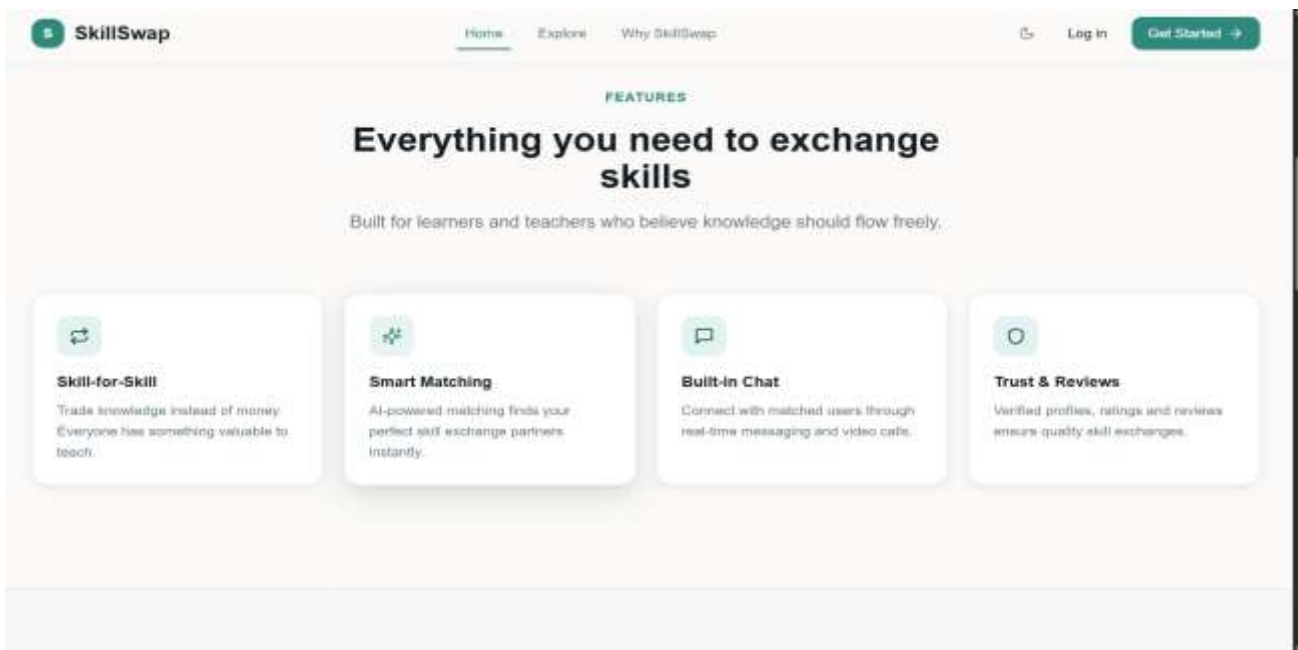 S SkillSwap
Home Explore Why SkillSwap
Log in Get Started →
FEATURES
Everything you need to exchange
skills
Built for learners and teachers who believe knowledge should flow freely.
Skill-for-Skill
Trade knowledge instead of money.
Everyone has something valuable to
teach.
Smart Matching
AI-powered matching finds your
perfect skill exchange partners
instantly.
Built-in Chat
Connect with matched users through
real-time messaging and video calls.
Trust & Reviews
Verified profiles, ratings and reviews
ensure quality skill exchanges.